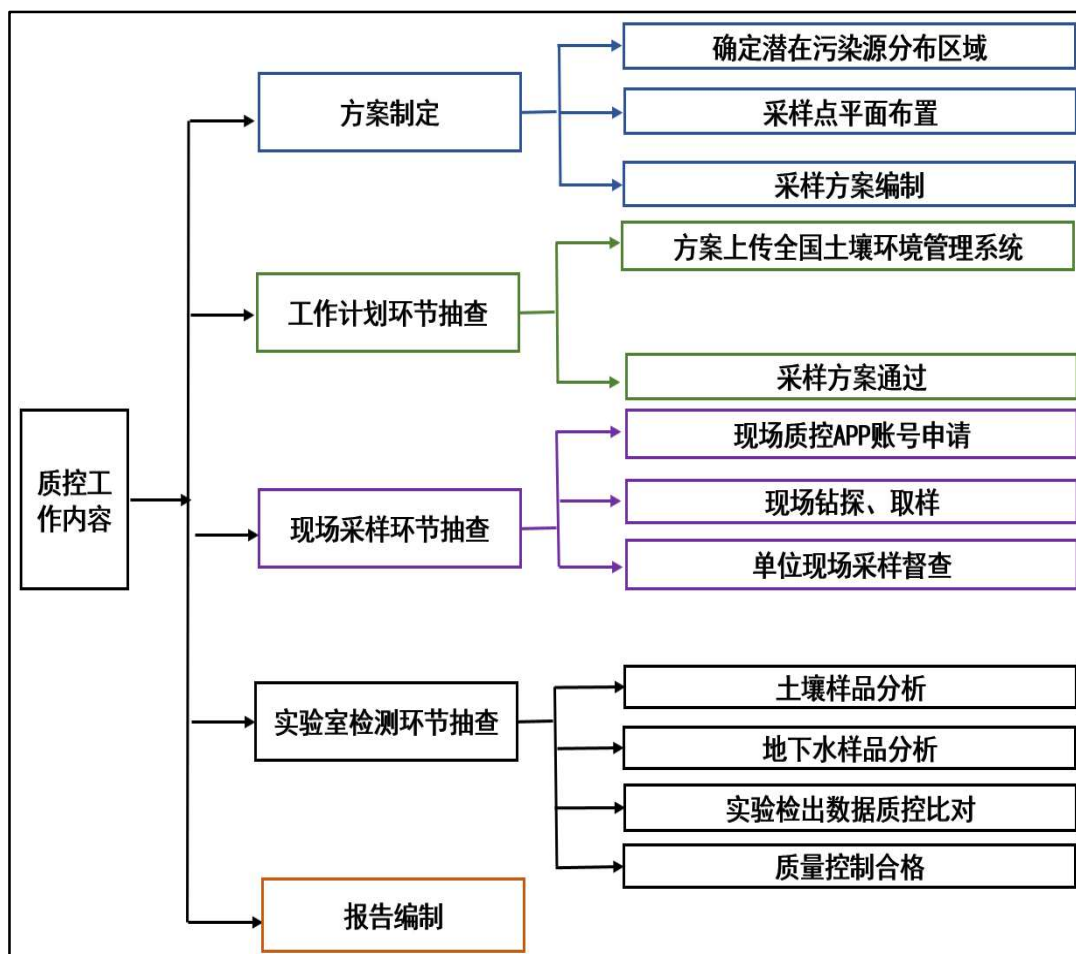 质控工
作内容
方案制定
确定潜在污染源分布区域
采样点平面布置
采样方案编制
工作计划环节抽查
方案上传全国土壤环境管理系统
采样方案通过
现场采样环节抽查
现场质控APP账号申请
现场钻探、取样
单位现场采样督查
实验室检测环节抽查
土壤样品分析
地下水样品分析
实验检出数据质控比对
质量控制合格
报告编制